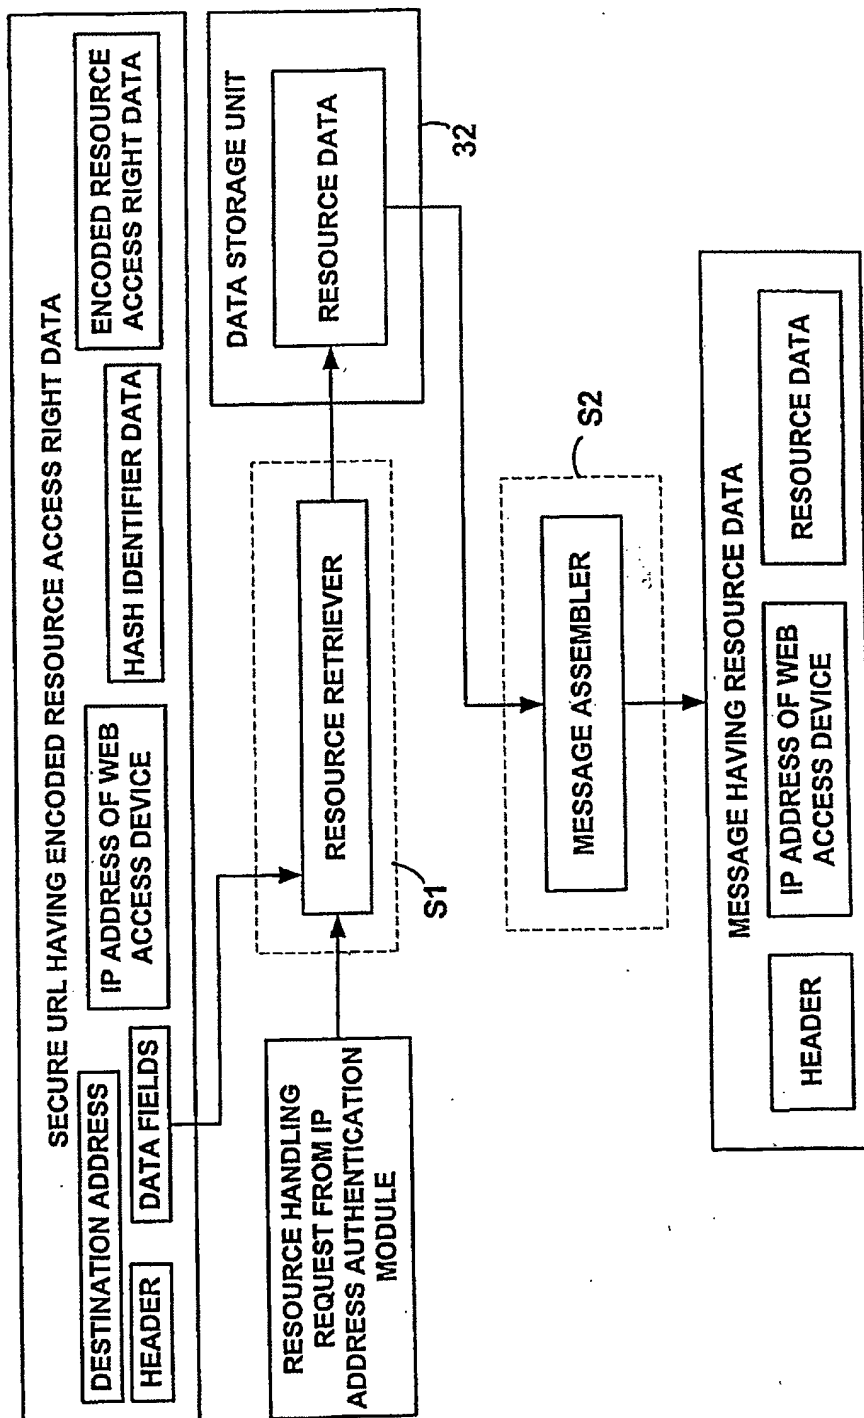 SECURE URL HAVING ENCODED RESOURCE ACCESS RIGHT DATA
DESTINATION ADDRESS
HEADER
DATA FIELDS
IP ADDRESS OF WEB
ACCESS DEVICE
HASH IDENTIFIER DATA
ENCODED RESOURCE
ACCESS RIGHT DATA
RESOURCE HANDLING
REQUEST FROM IP
ADDRESS AUTHENTICATION
MODULE
RESOURCE RETRIEVER
S1
DATA STORAGE UNIT
RESOURCE DATA
32
MESSAGE ASSEMBLER
S2
MESSAGE HAVING RESOURCE DATA
HEADER
IP ADDRESS OF WEB
ACCESS DEVICE
RESOURCE DATA